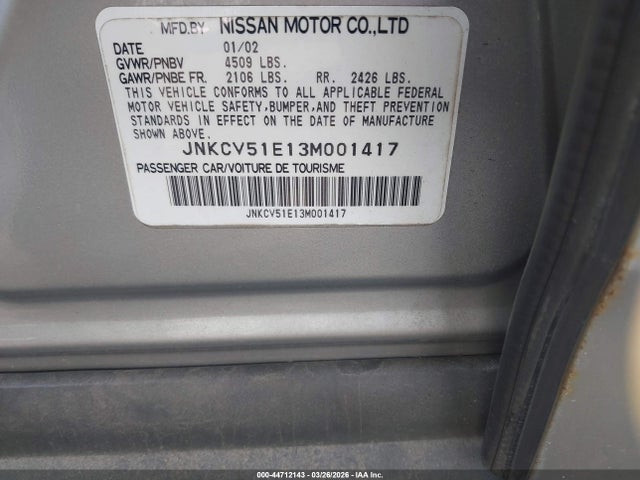 MFD.BY NISSAN MOTOR CO.,LTD
DATE 01/02
GVWR/PNBV 4509 LBS.
GAWR/PNBE FR. 2106 LBS. RR. 2426 LBS.
THIS VEHICLE CONFORMS TO ALL APPLICABLE FEDERAL
MOTOR VEHICLE SAFETY,BUMPER,AND THEFT PREVENTION
STANDARDS IN EFFECT ON THE DATE OF MANUFACTURE
SHOWN ABOVE.
JNKCV51E13M001417
PASSENGER CAR/VOITURE DE TOURISME
JNKCV51E13M001417
000-44712143 - 03/26/2026 - IAA Inc.